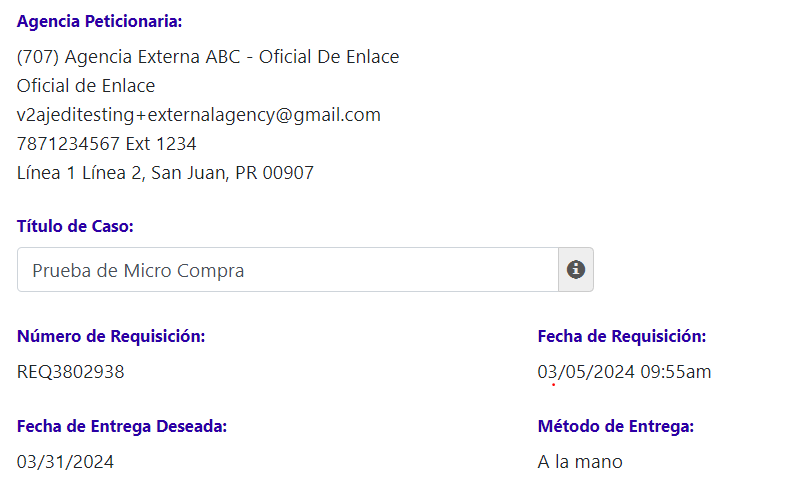 Agencia Peticionaria:
(707) Agencia Externa ABC - Oficial De Enlace
Oficial de Enlace
v2ajeditesting+externalagency@gmail.com
7871234567 Ext 1234
Línea 1 Línea 2, San Juan, PR 00907
Título de Caso:
Prueba de Micro Compra
Número de Requisición:
REQ3802938
Fecha de Requisición:
03/05/2024 09:55am
Fecha de Entrega Deseada:
03/31/2024
Método de Entrega:
A la mano